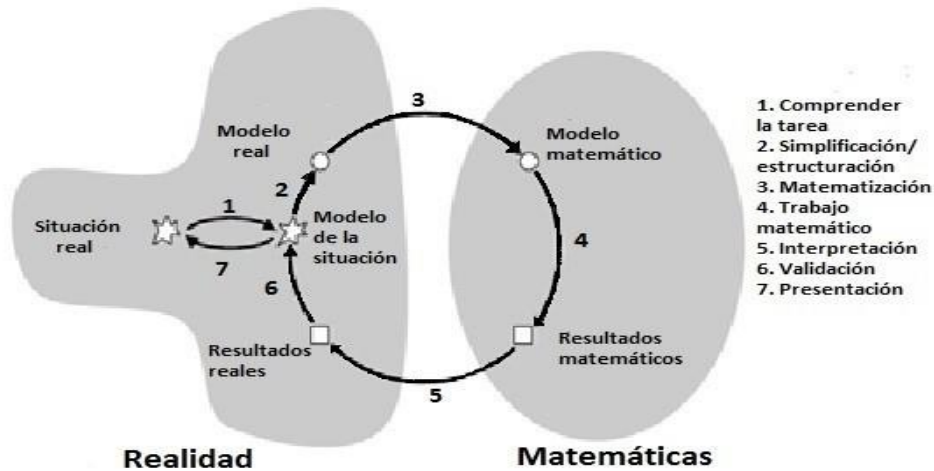 3
Modelo
real
Modelo
matemático
2
1
Situación
real
Modelo
de la
situación
7
6
4
Resultados
reales
Resultados
matemáticos
5
Realidad
Matemáticas
1. Comprender
la tarea
2. Simplificación/
estructuración
3. Matematización
4. Trabajo
matemático
5. Interpretación
6. Validación
7. Presentación